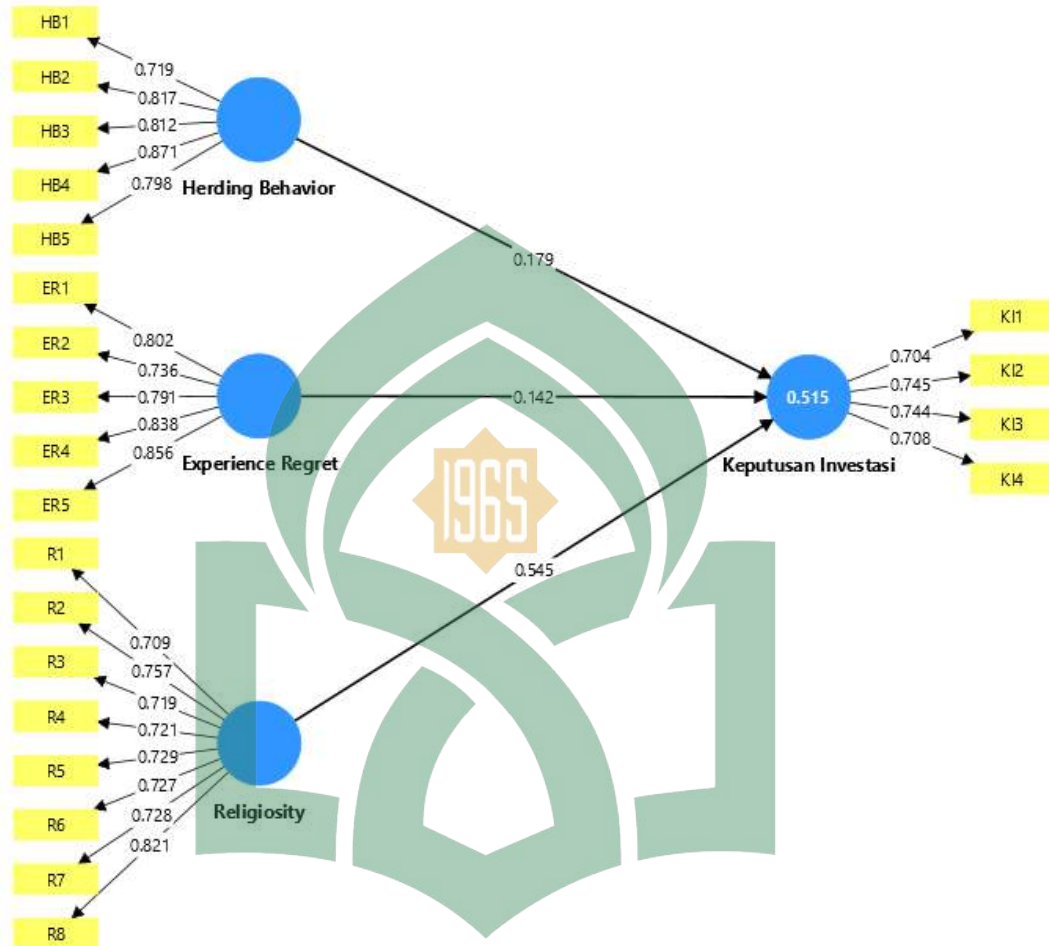 HB1
HB2
HB3
HB4
HB5
0.719
0.817
0.812
0.871
0.798
Herding Behavior
0.179
ER1
ER2
ER3
ER4
ER5
0.802
0.736
0.791
0.838
0.856
Experience Regret
0.142
R1
R2
R3
R4
R5
R6
R7
R8
0.709
0.757
0.719
0.721
0.729
0.727
0.728
0.821
Religiosity
0.545
1965
0.515
Keputusan Investasi
0.704
0.745
0.744
0.708
KI1
KI2
KI3
KI4